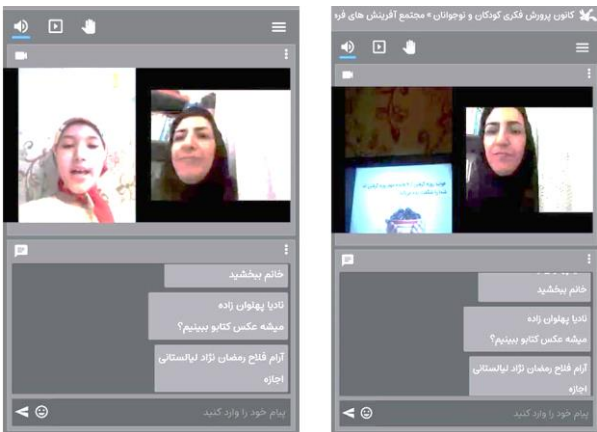 خانم ببخشید
نادیا پهلوان زاده
میشه عکس کتابو ببینیم؟
آرام فلاح رمضان نژاد لیالستانی
اجازه
پیام خود را وارد کنید
کانون پرورش فکری کودکان و نوجوانان » مجتمع آفرینش های
خانم ببخشید
نادیا پهلوان زاده
میشه عکس کتابو ببینیم؟
آرام فلاح رمضان نژاد لیالستانی
اجازه
پیام خود را وارد کنید